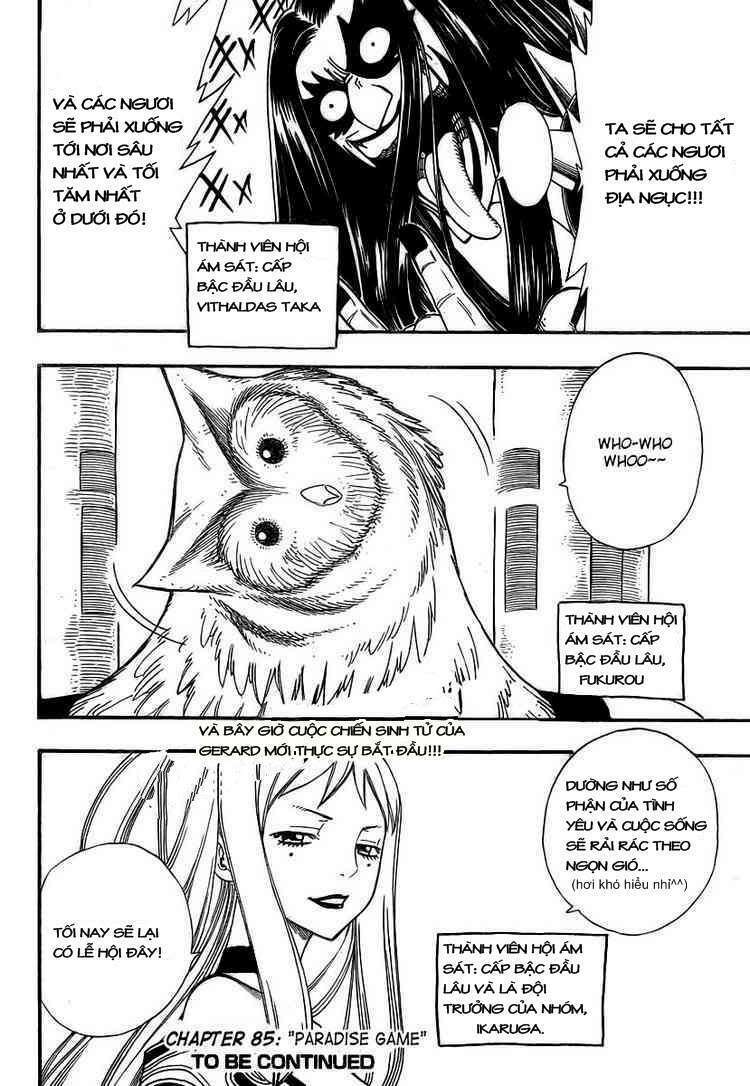 TA SẼ CHO TẤT
CẢ CÁC NGƯƠI
PHẢI XUỐNG
ĐỊA NGỤC!!!
VÀ CÁC NGƯƠI
SẼ PHẢI XUỐNG
TỚI NƠI SÂU
NHẤT VÀ TỐI
TĂM NHẤT
Ở DƯỚI ĐÓ!
THÀNH VIÊN HỘI
ÁM SÁT: CẤP
BẬC ĐẦU LÂU,
VITHALDAS TAKA
WHO-WHO
WHOO~~
THÀNH VIÊN HỘI
ÁM SÁT: CẤP
BẬC ĐẦU LÂU,
FUKUROU
VÀ BÂY GIỜ CUỘC CHIẾN SINH TỬ CỦA
GERARD MỚI THỰC SỰ BẮT ĐẦU!!!
DƯỜNG NHƯ SỐ
PHẬN CỦA TÌNH
YÊU VÀ CUỘC SỐNG
SẼ RẢI RÁC THEO
NGỌN GIÓ...
(hơi khó hiểu nhỉ^^)
TỐI NAY SẼ LẠI
CÓ LỄ HỘI ĐÂY!
THÀNH VIÊN HỘI ÁM
SÁT: CẤP BẬC ĐẦU
LÂU VÀ LÀ ĐỘI
TRƯỞNG CỦA NHÓM,
IKARUGA.
CHAPTER 85: "PARADISE GAME"
TO BE CONTINUED